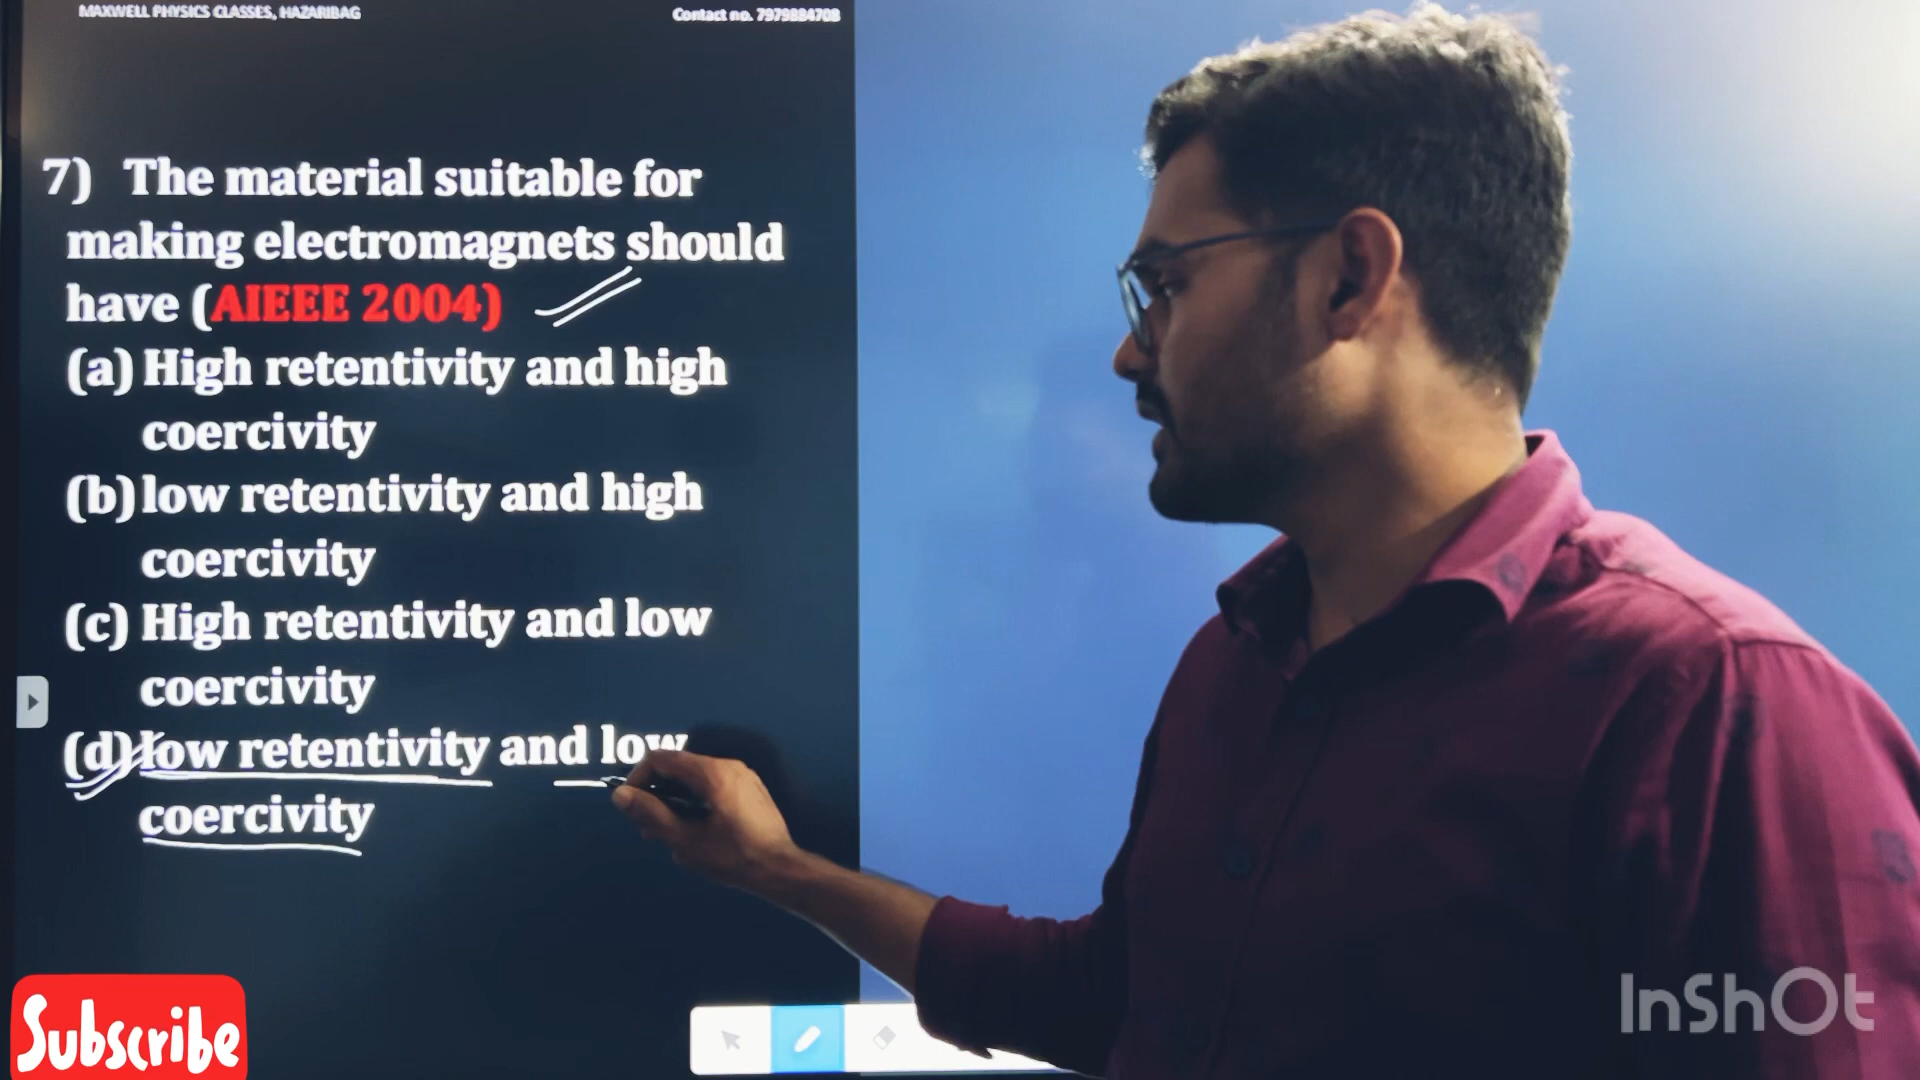 MAXWELL PHYSICS CLASSES, HAZARIBAG
Contact no. 7979884708
7) The material suitable for
making electromagnets should
have (AIEEE 2004)
(a) High retentivity and high
coercivity
(b) low retentivity and high
coercivity
(c) High retentivity and low
coercivity
(d) low retentivity and low
coercivity
Subscribe
InShOt